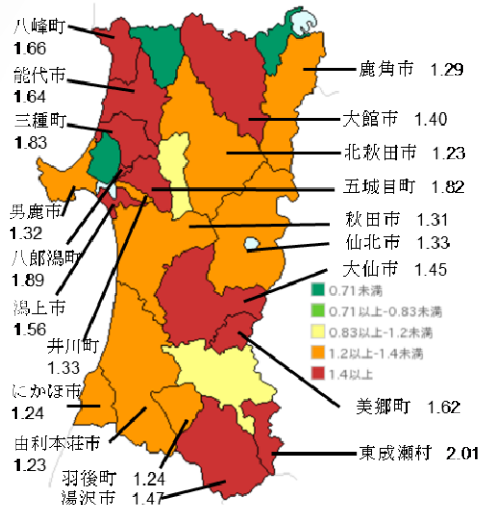 八峰町
1.66
能代市
1.64
三種町
1.83
男鹿市
1.32
八郎潟町
1.89
潟上市
1.56
井川町
1.33
にかほ市
1.24
由利本荘市
1.23
羽後町 1.24
湯沢市 1.47
鹿角市 1.29
大館市 1.40
北秋田市 1.23
五城目町 1.82
秋田市 1.31
仙北市 1.33
大仙市 1.45
0.71未満
0.71以上-0.83未満
0.83以上-1.2未満
1.2以上-1.4未満
1.4以上
美郷町 1.62
東成瀬村 2.01